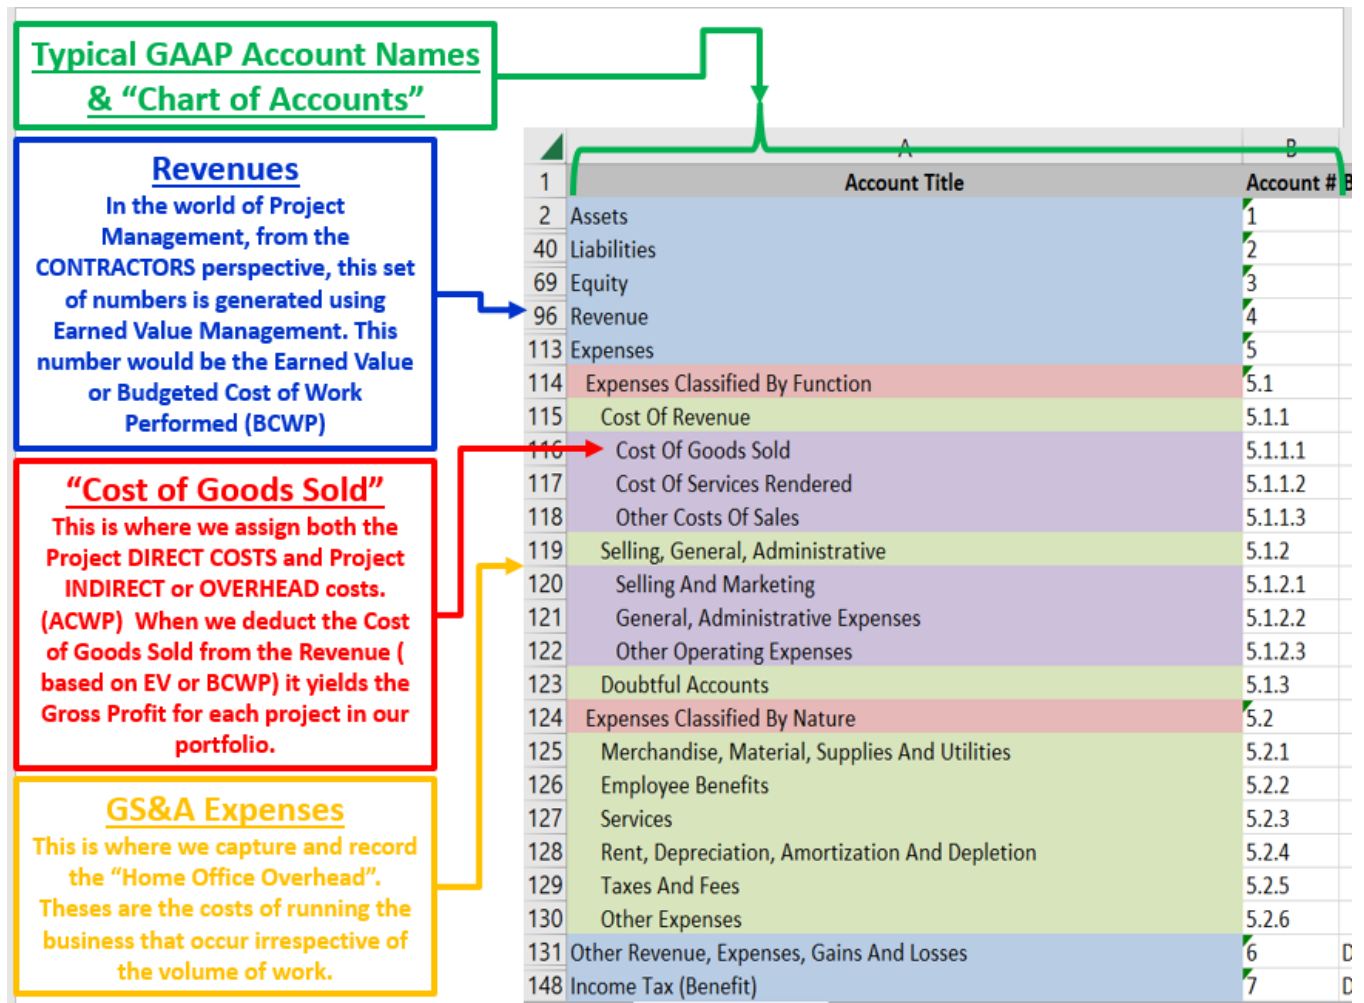 Typical GAAP Account Names
& “Chart of Accounts”
Revenues
In the world of Project
Management, from the
CONTRACTORS perspective, this set
of numbers is generated using
Earned Value Management. This
number would be the Earned Value
or Budgeted Cost of Work
Performed (BCWP)
“Cost of Goods Sold”
This is where we assign both the
Project DIRECT COSTS and Project
INDIRECT or OVERHEAD costs.
(ACWP) When we deduct the Cost
of Goods Sold from the Revenue (
based on EV or BCWP) it yields the
Gross Profit for each project in our
portfolio.
GS&A Expenses
This is where we capture and record
the “Home Office Overhead”.
Theses are the costs of running the
business that occur irrespective of
the volume of work.
A B
1 Account Title Account # B
2 Assets 1
40 Liabilities 2
69 Equity 3
96 Revenue 4
113 Expenses 5
114 Expenses Classified By Function 5.1
115 Cost Of Revenue 5.1.1
116 Cost Of Goods Sold 5.1.1.1
117 Cost Of Services Rendered 5.1.1.2
118 Other Costs Of Sales 5.1.1.3
119 Selling, General, Administrative 5.1.2
120 Selling And Marketing 5.1.2.1
121 General, Administrative Expenses 5.1.2.2
122 Other Operating Expenses 5.1.2.3
123 Doubtful Accounts 5.1.3
124 Expenses Classified By Nature 5.2
125 Merchandise, Material, Supplies And Utilities 5.2.1
126 Employee Benefits 5.2.2
127 Services 5.2.3
128 Rent, Depreciation, Amortization And Depletion 5.2.4
129 Taxes And Fees 5.2.5
130 Other Expenses 5.2.6
131 Other Revenue, Expenses, Gains And Losses 6 D
148 Income Tax (Benefit) 7 D